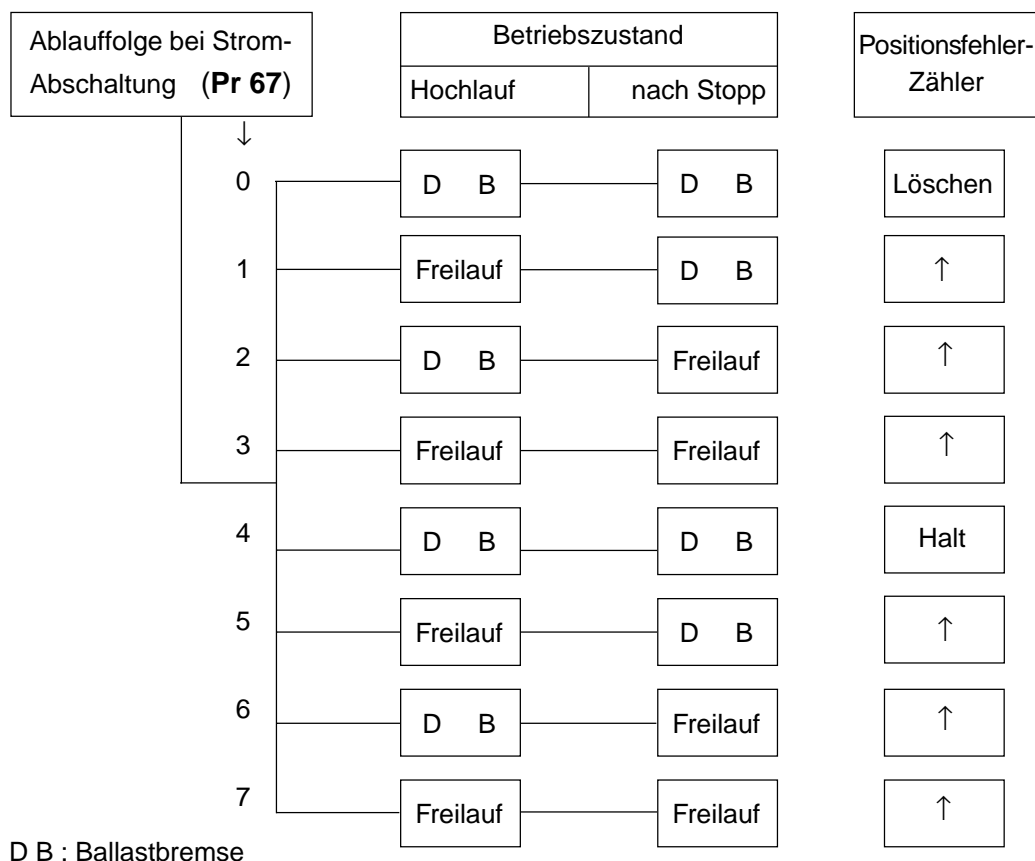 Ablauffolge bei Strom-
Abschaltung (Pr 67)
Betriebszustand
Hochlauf nach Stopp
Positionsfehler-
Zähler
↓
0 D B D B Löschen
1 Freilauf D B ↑
2 D B Freilauf ↑
3 Freilauf Freilauf ↑
4 D B D B Halt
5 Freilauf D B ↑
6 D B Freilauf ↑
7 Freilauf Freilauf ↑
D B : Ballastbremse